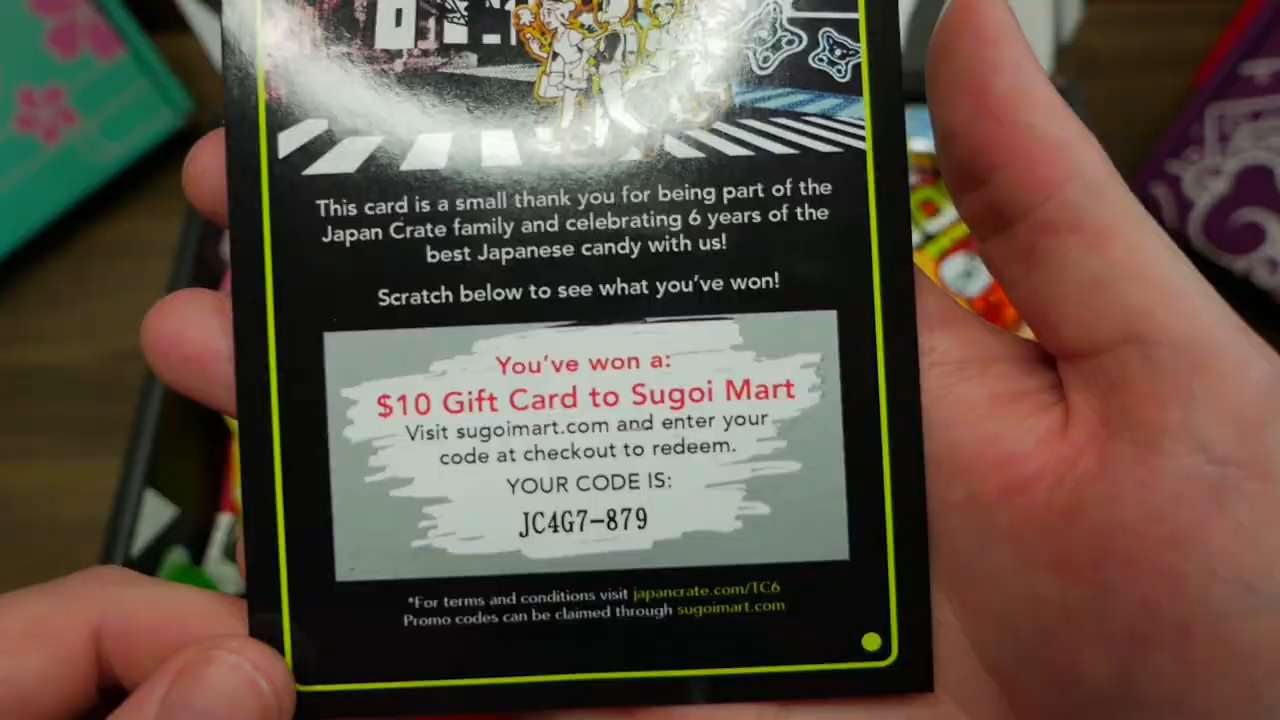 This card is a small thank you for being part of the
Japan Crate family and celebrating 6 years of the
best Japanese candy with us!
Scratch below to see what you've won!
You've won a:
$10 Gift Card to Sugoi Mart
Visit sugoimart.com and enter your
code at checkout to redeem.
YOUR CODE IS:
JC4G7-879
*For terms and conditions visit japancrate.com/TC6
Promo codes can be claimed through sugoimart.com